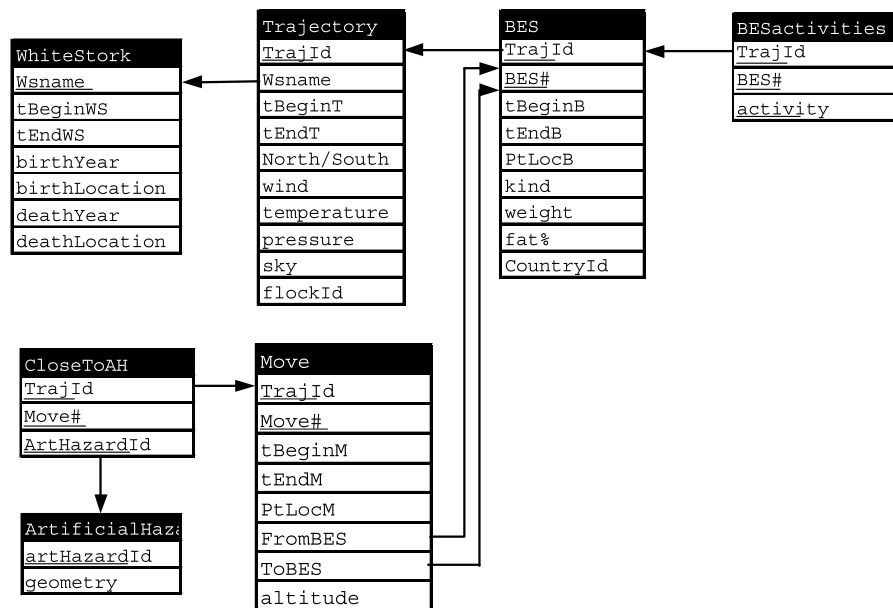 WhiteStork
Wsname
tBeginWS
tEndWS
birthYear
birthLocation
deathYear
deathLocation
Trajectory
TrajId
Wsname
tBeginT
tEndT
North/South
wind
temperature
pressure
sky
flockId
BES
TrajId
BES#
tBeginB
tEndB
PtLocB
kind
weight
fat%
CountryId
BESactivities
TrajId
BES#
activity
CloseToAH
TrajId
Move#
ArtHazardId
ArtificialHaza
artHazardId
geometry
Move
TrajId
Move#
tBeginM
tEndM
PtLocM
FromBES
ToBES
altitude